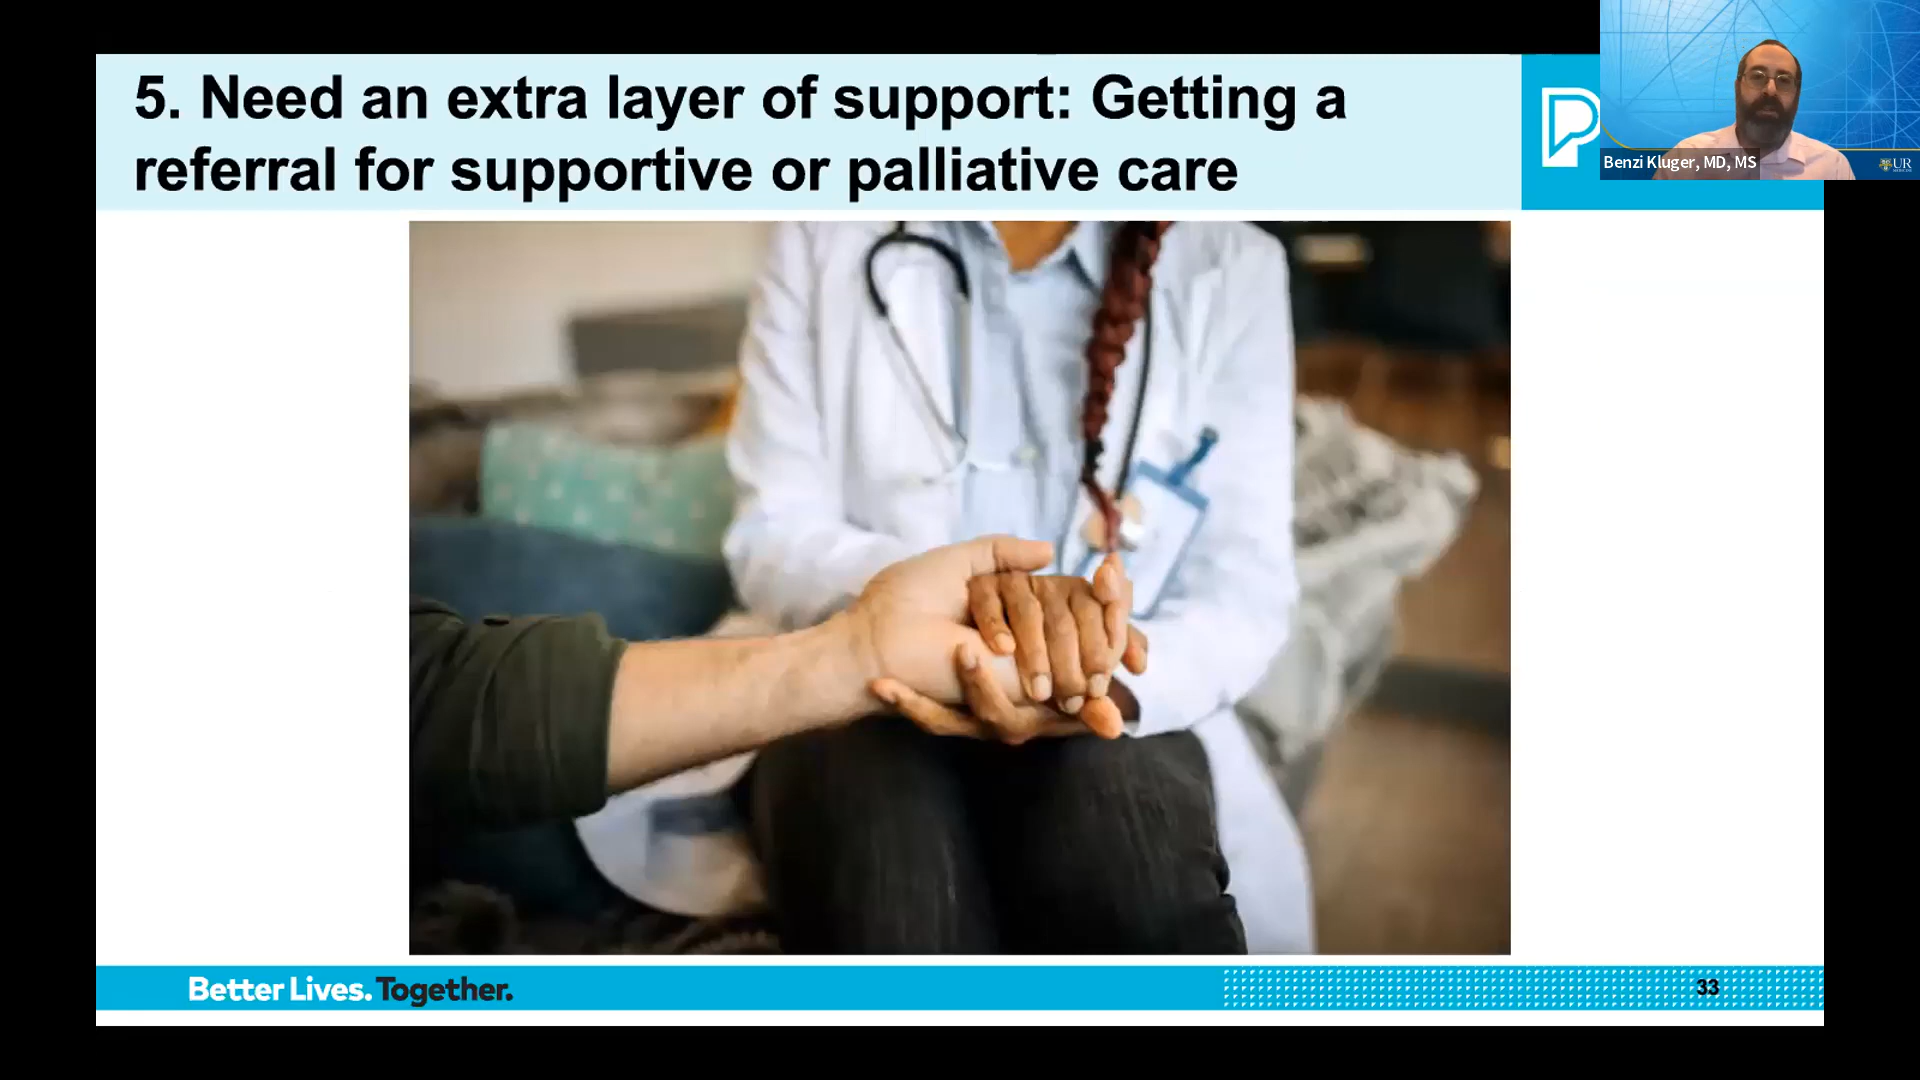 5. Need an extra layer of support: Getting a
referral for supportive or palliative care
P
Benzi Kluger, MD, MS
UR
Better Lives. Together.
33